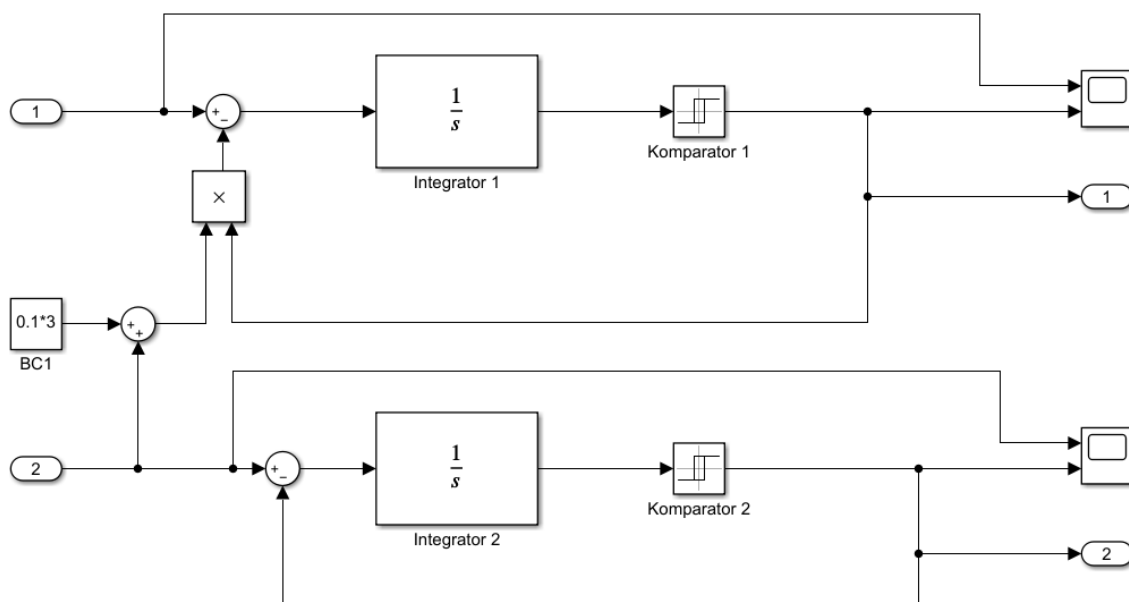 1
+
−
1
s
Integrator 1
Komparator 1
×
1
0.1*3
BC1
+
+
2
+
−
1
s
Integrator 2
Komparator 2
2